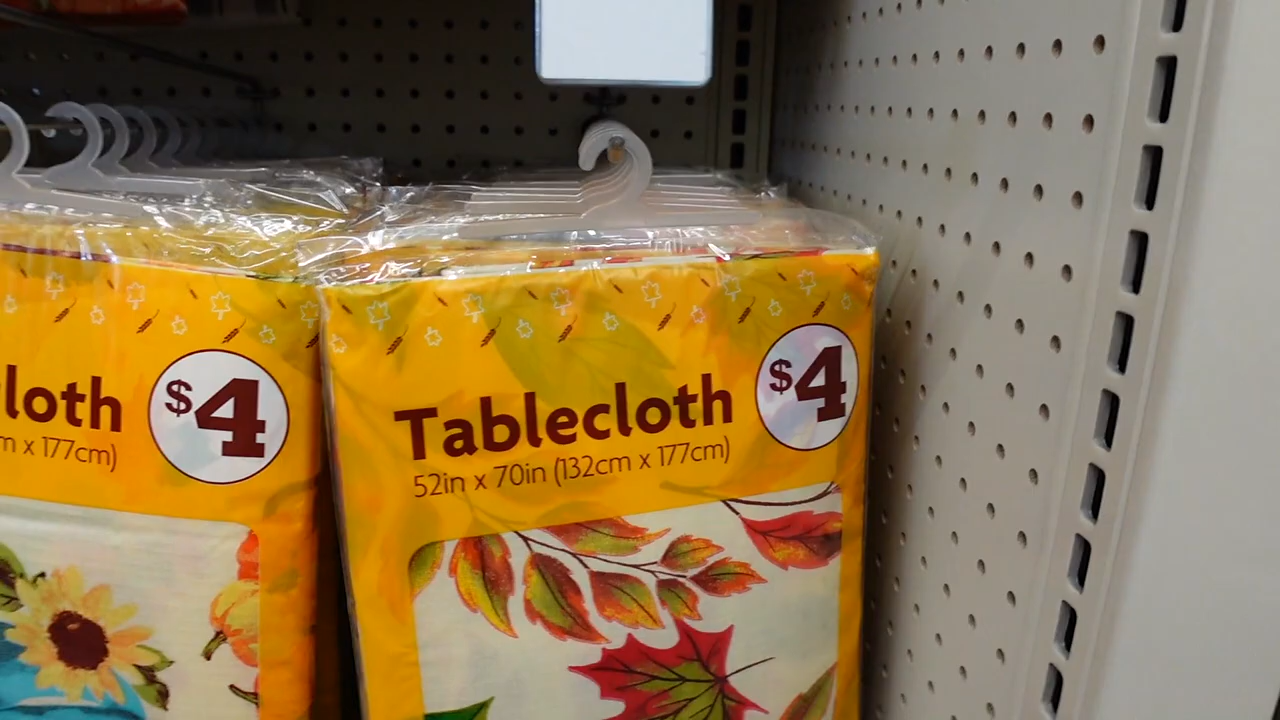 loth
$4
m x 177cm)
Tablecloth
$4
52in x 70in (132cm x 177cm)